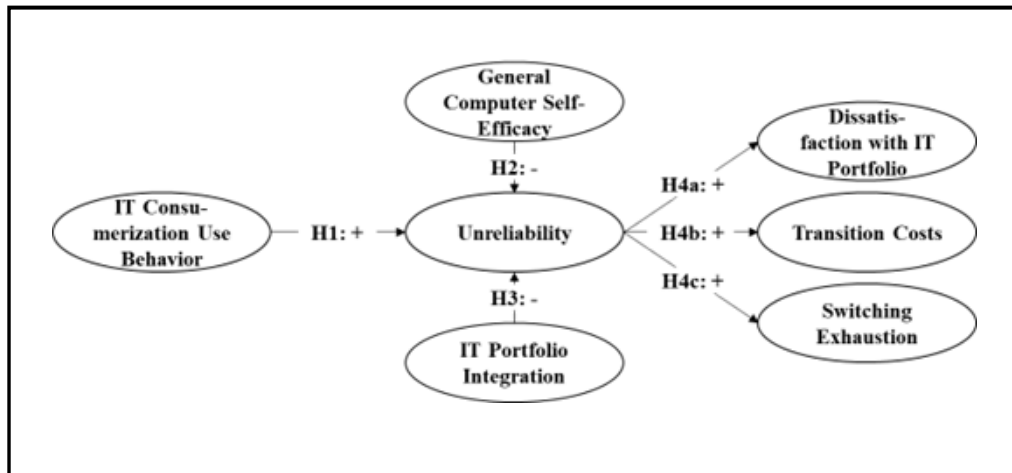 General
Computer Self-
Efficacy
H2: -
IT Consu-
merization Use
Behavior
H1: +
Unreliability
H3: -
IT Portfolio
Integration
H4a: +
H4b: +
H4c: +
Dissatis-
faction with IT
Portfolio
Transition Costs
Switching
Exhaustion